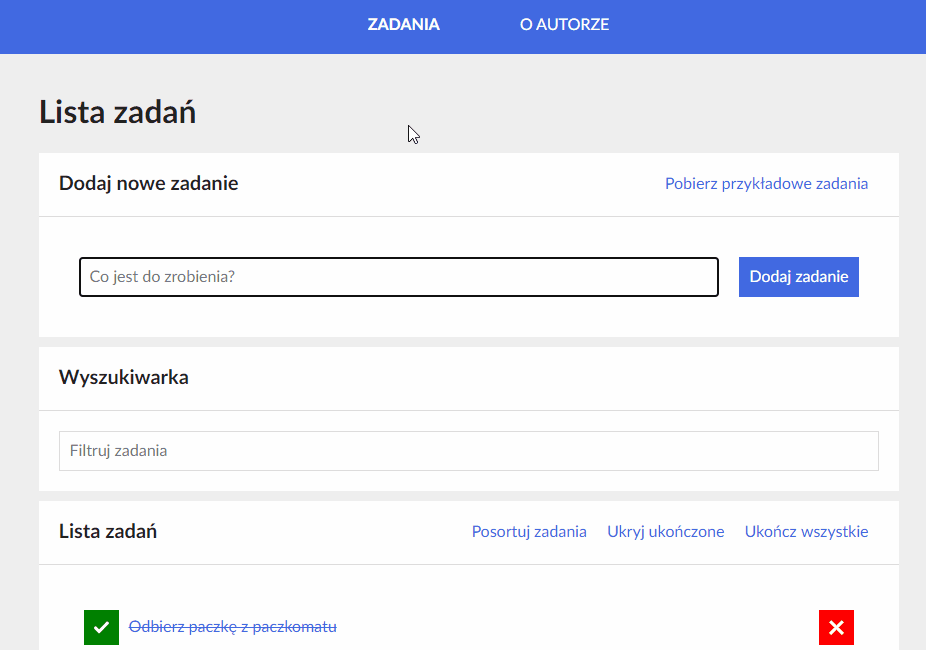 ZADANIA O AUTORZE
Lista zadań
Dodaj nowe zadanie Pobierz przykładowe zadania
Co jest do zrobienia? Dodaj zadanie
Wyszukiwarka
Filtruj zadania
Lista zadań Posortuj zadania Ukryj ukończone Ukończ wszystkie
Odbierz paczkę z paczkomatu